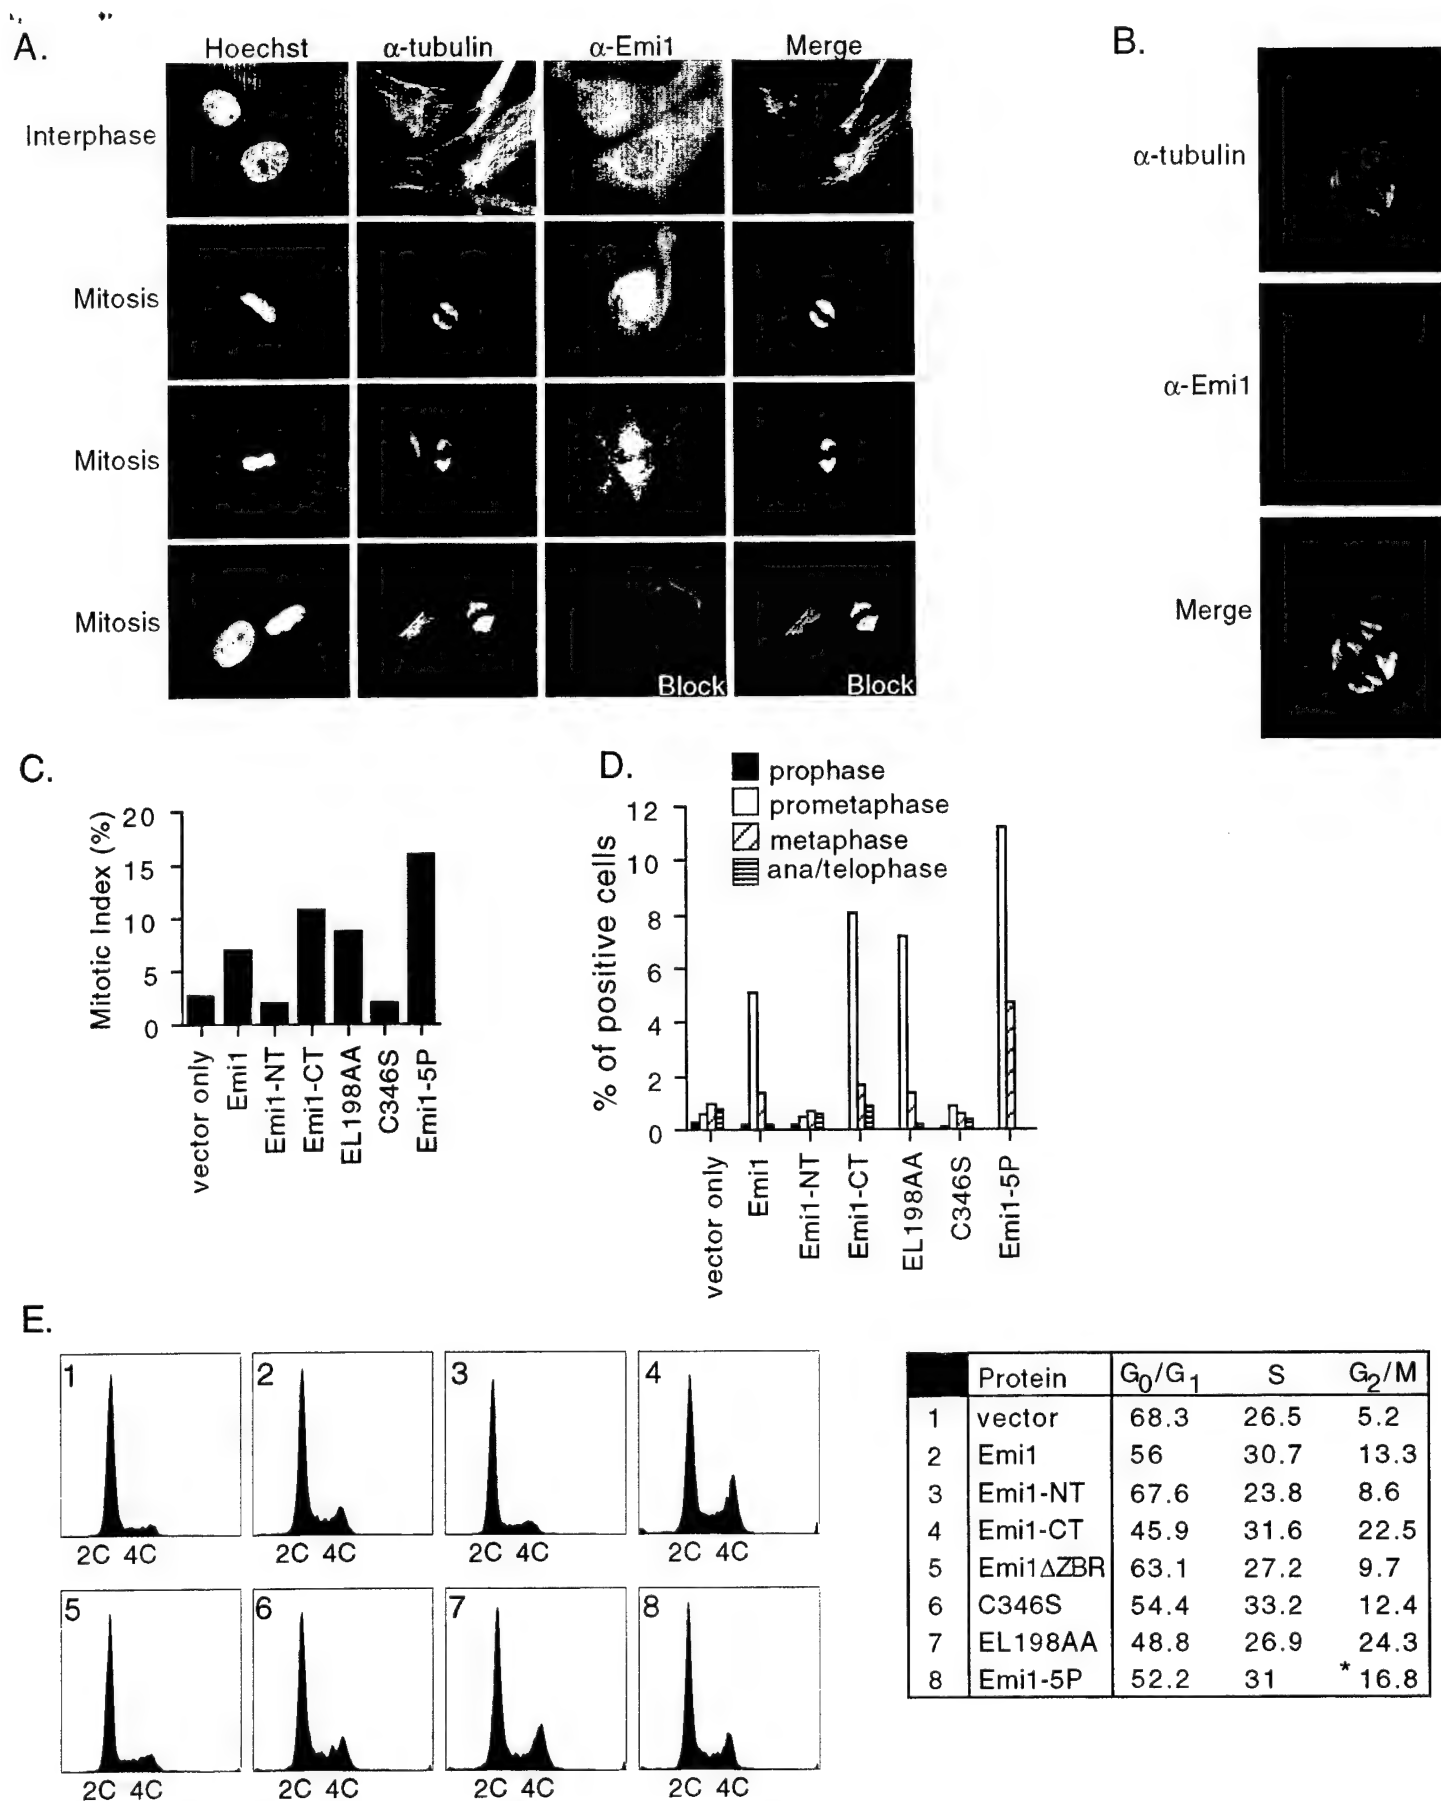 A.
Hoechst α-tubulin α-Emi1 Merge
Interphase
Mitosis
Mitosis
Mitosis
Block Block
B.
α-tubulin
α-Emi1
Merge
C.
Mitotic Index (%)
20
15
10
5
0
vector only
Emi1
Emi1-NT
Emi1-CT
EL198AA
C346S
Emi1-5P
D.
prophase
prometaphase
metaphase
ana/telophase
% of positive cells
12
10
8
6
4
2
0
vector only
Emi1
Emi1-NT
Emi1-CT
EL198AA
C346S
Emi1-5P
E.
1 2 3 4
2C 4C 2C 4C 2C 4C 2C 4C
5 6 7 8
2C 4C 2C 4C 2C 4C 2C 4C
Protein G0/G1 S G2/M
1 vector 68.3 26.5 5.2
2 Emi1 56 30.7 13.3
3 Emi1-NT 67.6 23.8 8.6
4 Emi1-CT 45.9 31.6 22.5
5 Emi1ΔZBR 63.1 27.2 9.7
6 C346S 54.4 33.2 12.4
7 EL198AA 48.8 26.9 24.3
8 Emi1-5P 52.2 31 * 16.8